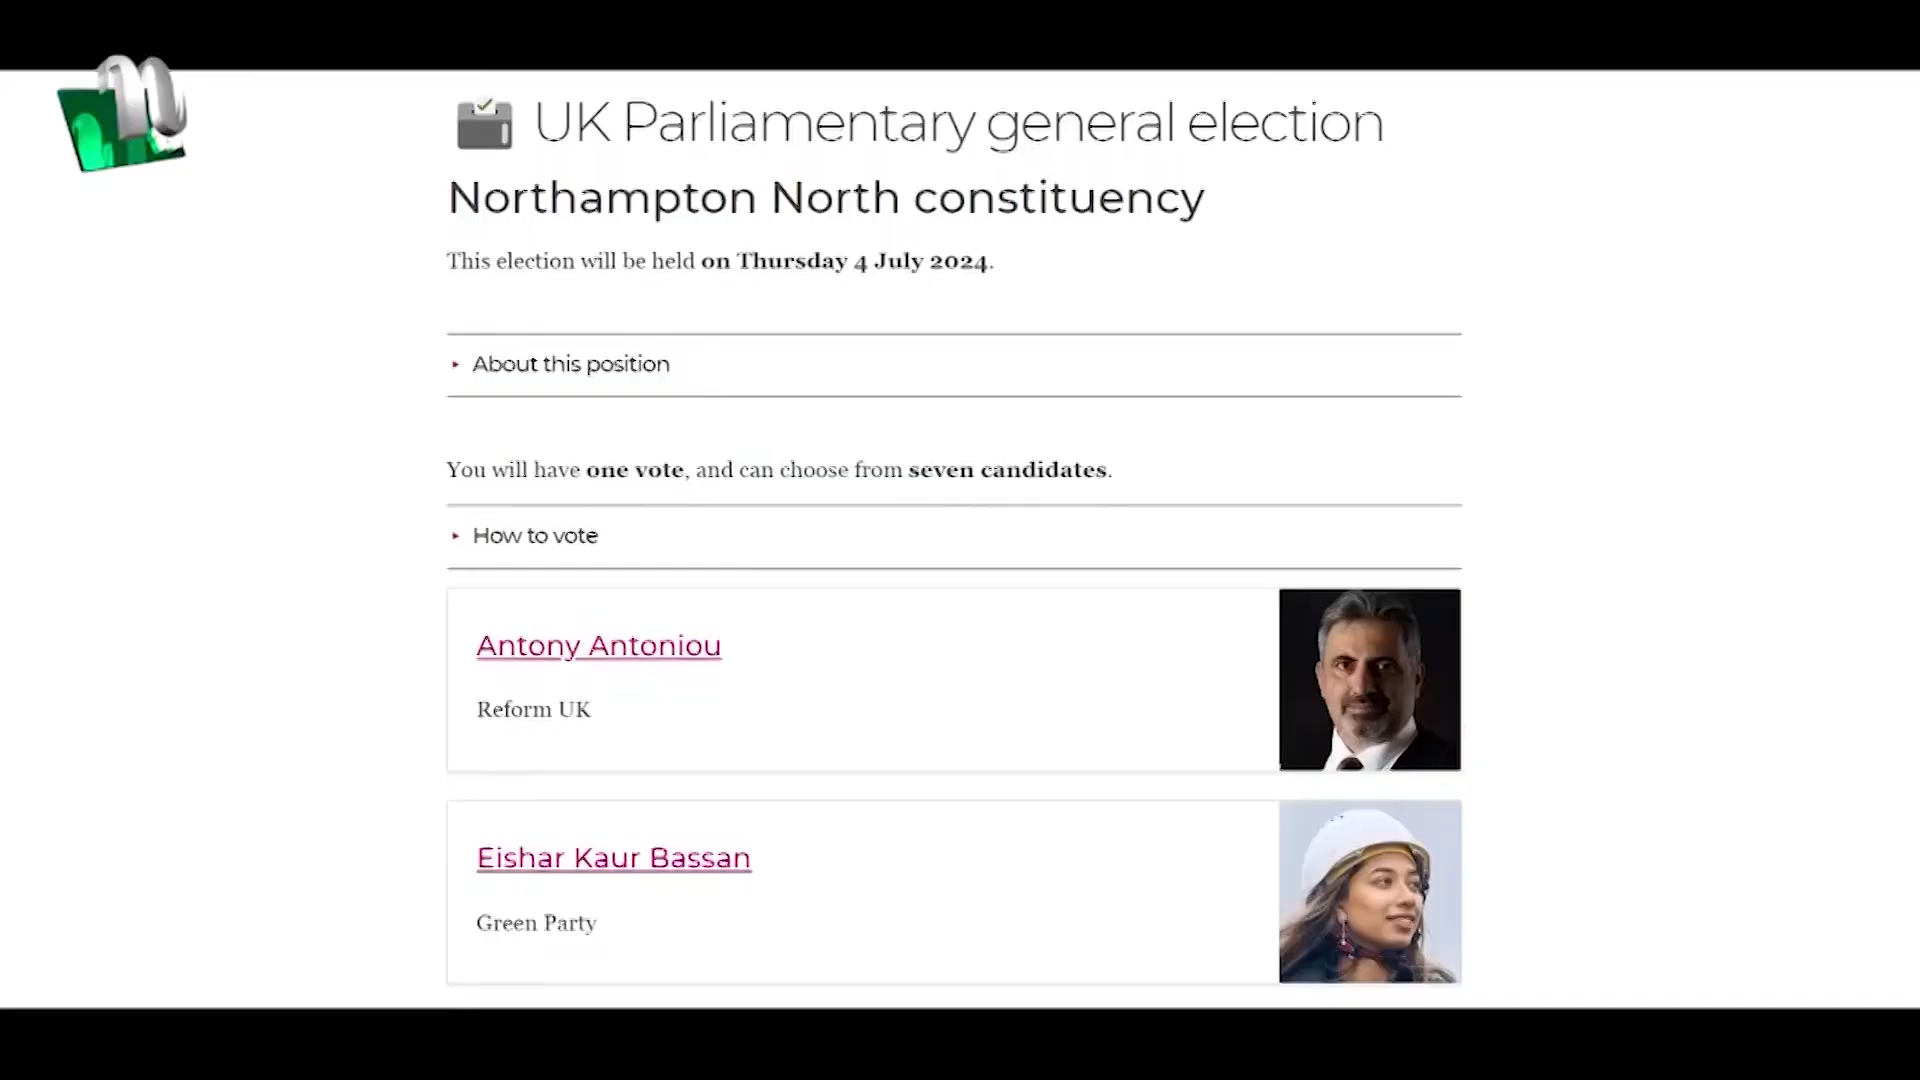 UK Parliamentary general election
Northampton North constituency
This election will be held on Thursday 4 July 2024.
About this position
You will have one vote, and can choose from seven candidates.
How to vote
Antony Antoniou
Reform UK
Eishar Kaur Bassan
Green Party